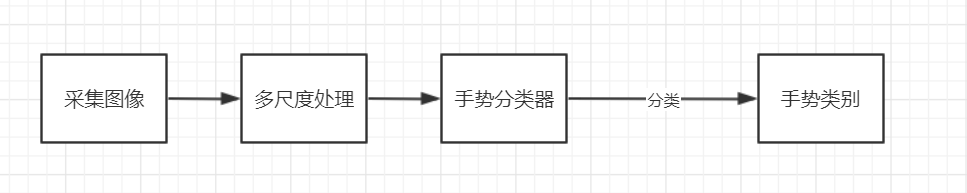 采集图像
多尺度处理
手势分类器
分类
手势类别